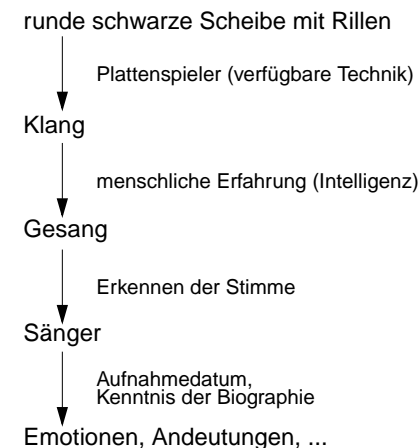 runde schwarze Scheibe mit Rillen
Plattenspieler (verfügbare Technik)
Klang
menschliche Erfahrung (Intelligenz)
Gesang
Erkennen der Stimme
Sänger
Aufnahmedatum,
Kenntnis der Biographie
Emotionen, Andeutungen, ...